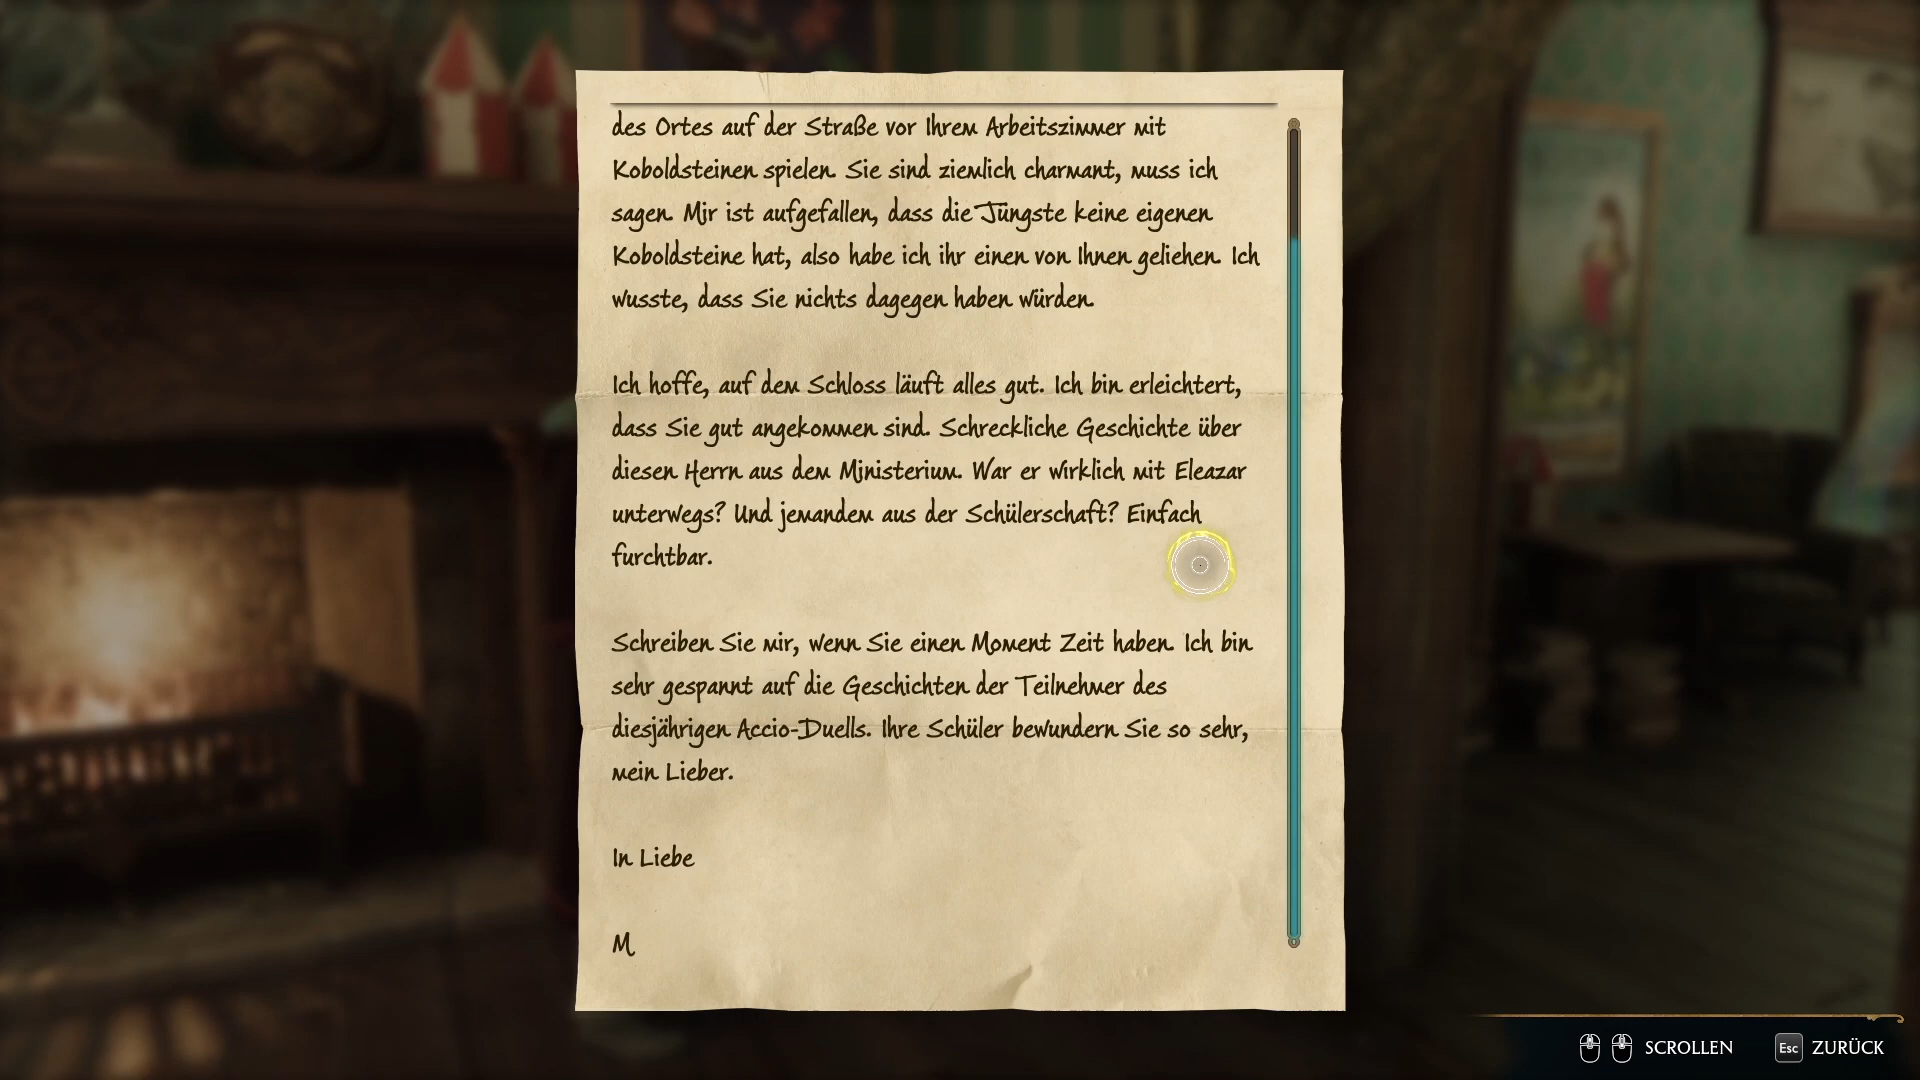 des Ortes auf der Straße vor Ihrem Arbeitszimmer mit
Koboldsteinen spielen. Sie sind ziemlich charmant, muss ich
sagen. Mir ist aufgefallen, dass die Jüngste keine eigenen
Koboldsteine hat, also habe ich ihr einen von Ihnen geliehen. Ich
wusste, dass Sie nichts dagegen haben würden.
Ich hoffe, auf dem Schloss läuft alles gut. Ich bin erleichtert,
dass Sie gut angekommen sind. Schreckliche Geschichte über
diesen Herrn aus dem Ministerium. War er wirklich mit Eleazar
unterwegs? Und jemandem aus der Schülerschaft? Einfach
furchtbar.
Schreiben Sie mir, wenn Sie einen Moment Zeit haben. Ich bin
sehr gespannt auf die Geschichten der Teilnehmer des
diesjährigen Accio-Duells. Ihre Schüler bewundern Sie so sehr,
mein Lieber.
In Liebe
M
SCROLLEN
Esc ZURÜCK